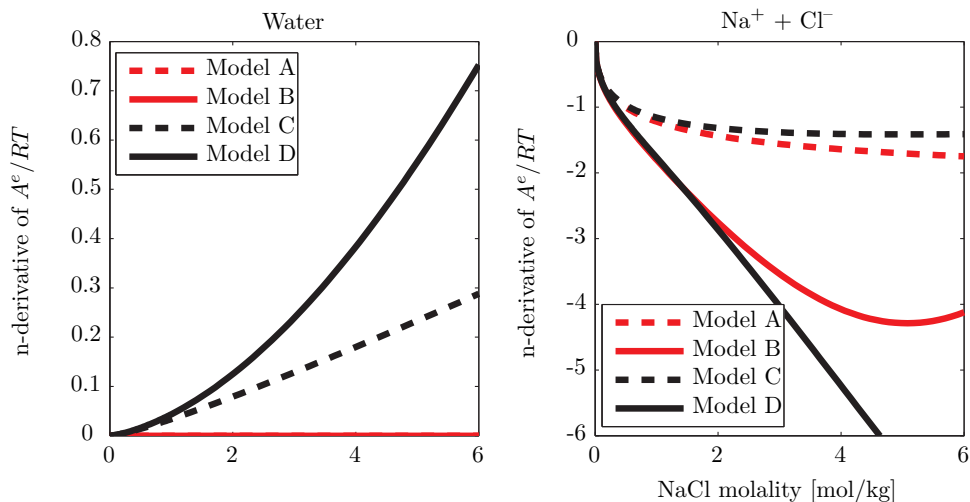 Water
n-derivative of Aᵉ/RT
0.8
0.7
0.6
0.5
0.4
0.3
0.2
0.1
0
0 2 4 6
Model A
Model B
Model C
Model D
Na⁺ + Cl⁻
n-derivative of Aᵉ/RT
0
-1
-2
-3
-4
-5
-6
0 2 4 6
Model A
Model B
Model C
Model D
NaCl molality [mol/kg]